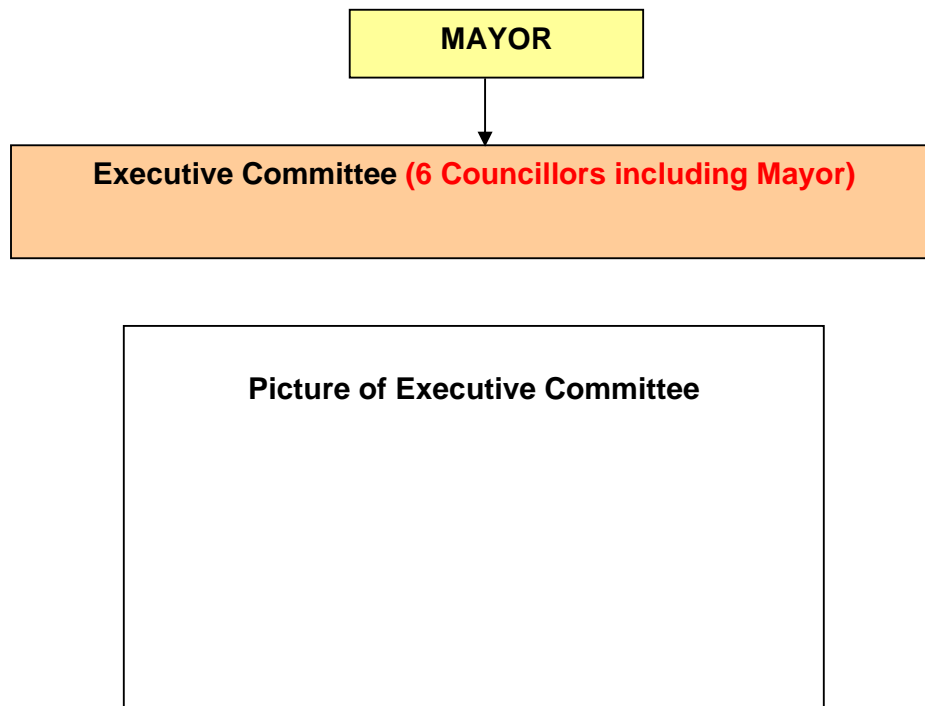 MAYOR
Executive Committee (6 Councillors including Mayor)
Picture of Executive Committee